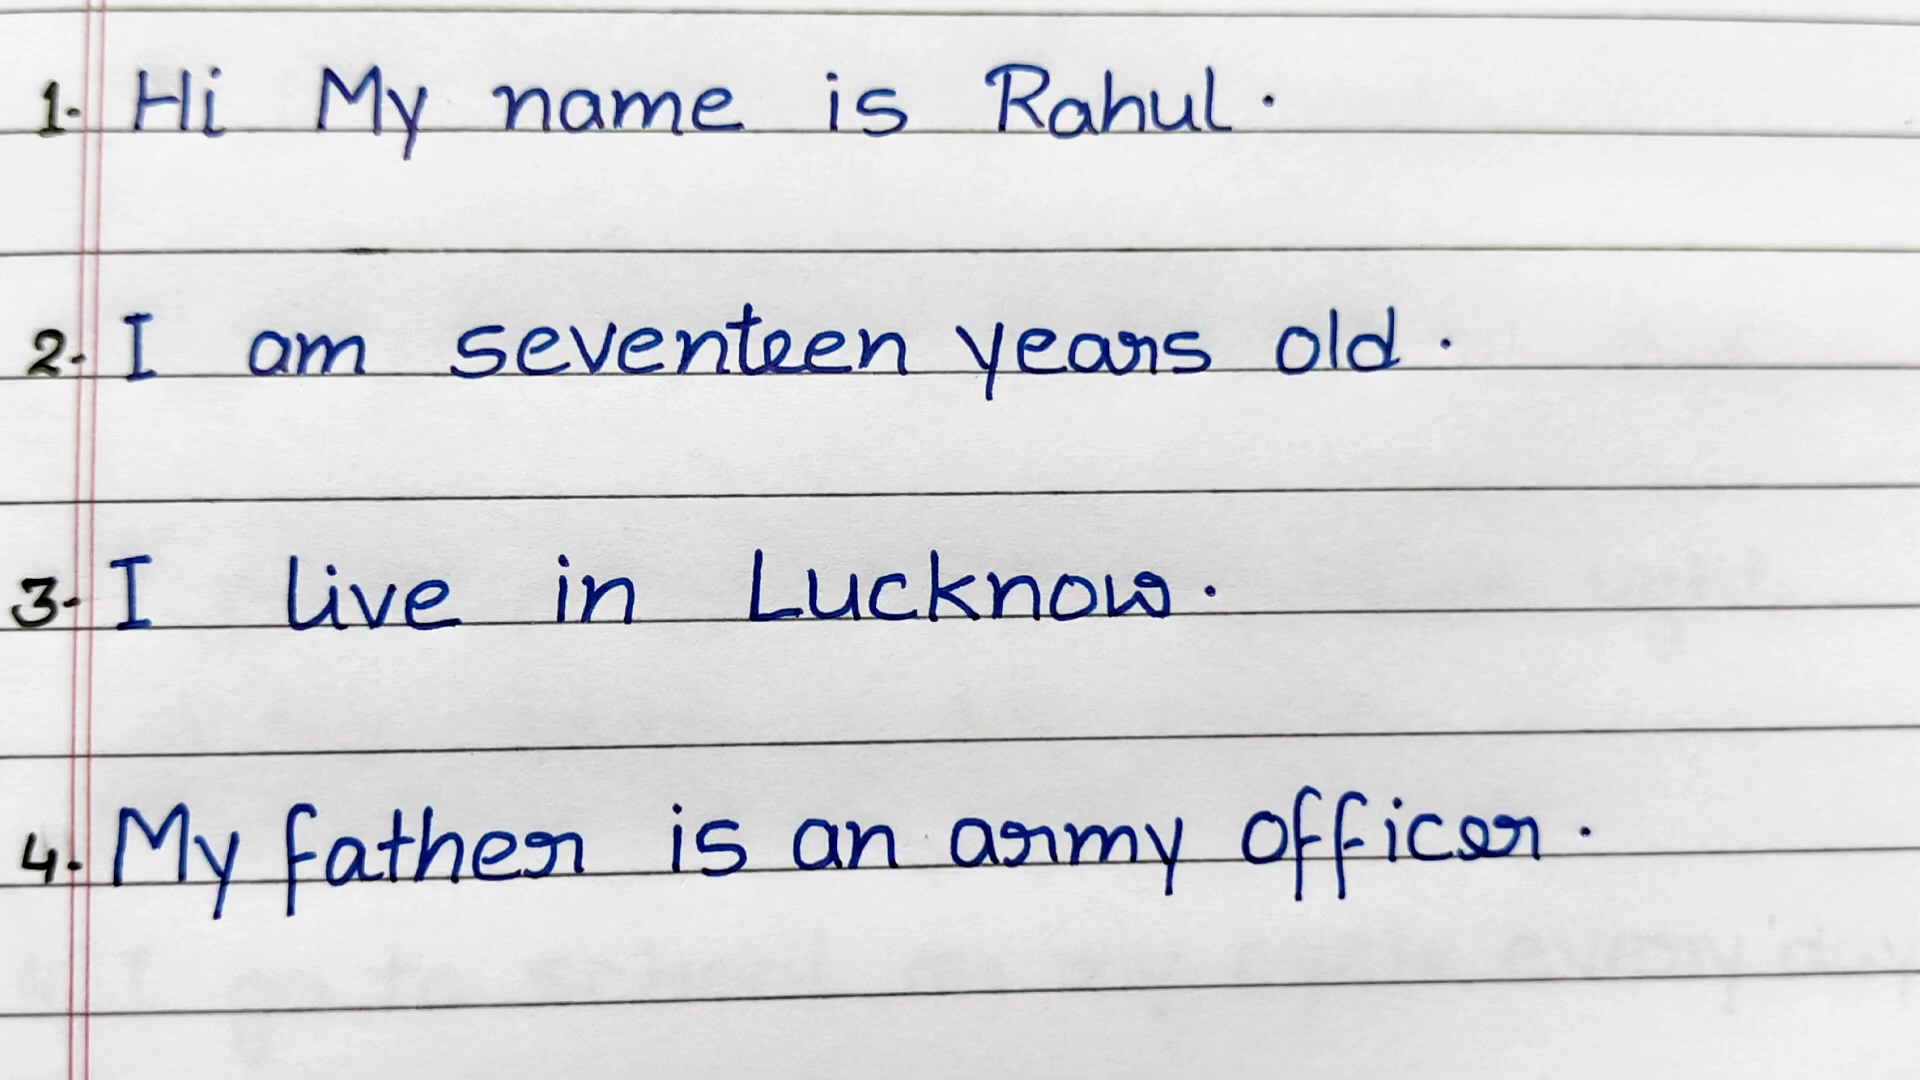 1. Hi My name is Rahul.
2. I am seventeen years old.
3. I live in Lucknow.
4. My father is an army officer.